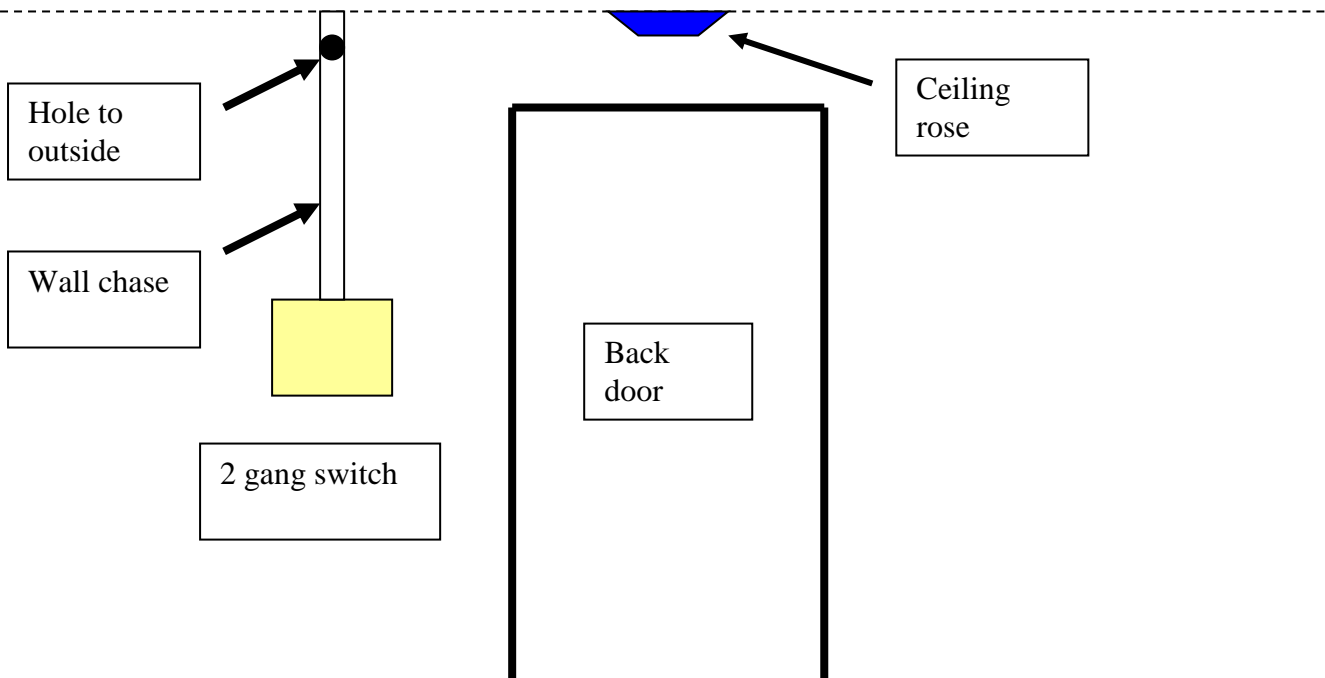 Hole to
outside
Ceiling
rose
Wall chase
Back
door
2 gang switch